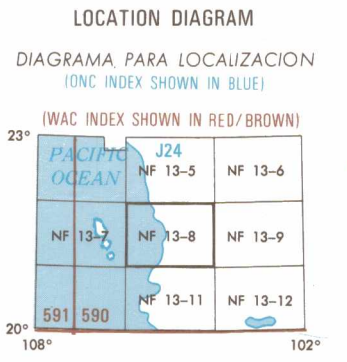 LOCATION DIAGRAM
DIAGRAMA PARA LOCALIZACION
(ONC INDEX SHOWN IN BLUE)
(WAC INDEX SHOWN IN RED/BROWN)
23°
PACIFIC
OCEAN
J24
NF 13-5
NF 13-6
NF 13-7
NF 13-8
NF 13-9
NF 13-11
NF 13-12
591
590
20°
108°
102°